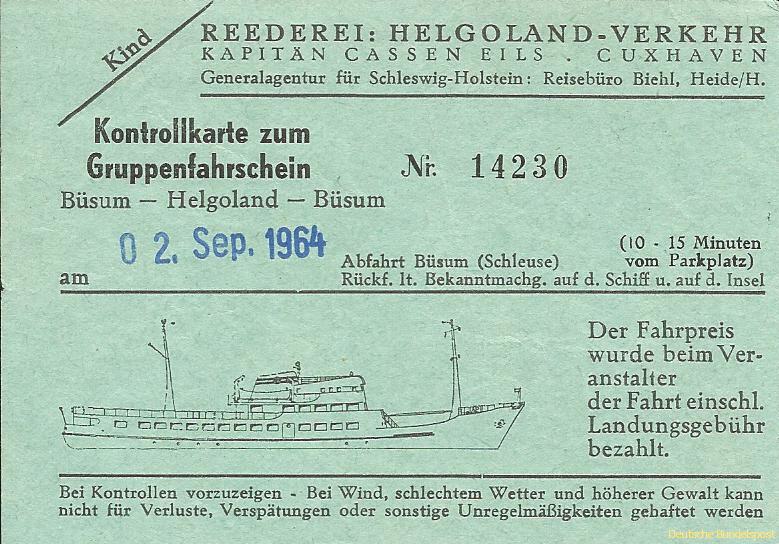 Kind
REEDEREI: HELGOLAND-VERKEHR
KAPITÄN CASSEN EILS . CUXHAVEN
Generalagentur für Schleswig-Holstein: Reisebüro Biehl, Heide/H.
Kontrollkarte zum
Gruppenfahrschein
Nr. 14230
Büsum — Helgoland — Büsum
02. Sep. 1964
am
Abfahrt Büsum (Schleuse)
(10 - 15 Minuten
vom Parkplatz)
Rückf. lt. Bekanntmachg. auf d. Schiff u. auf d. Insel
Der Fahrpreis
wurde beim Ver-
anstalter
der Fahrt einschl.
Landungsgebühr
bezahlt.
Bei Kontrollen vorzuzeigen - Bei Wind, schlechtem Wetter und höherer Gewalt kann
nicht für Verluste, Verspätungen oder sonstige Unregelmäßigkeiten gehaftet werden
Deutsche Bundespost